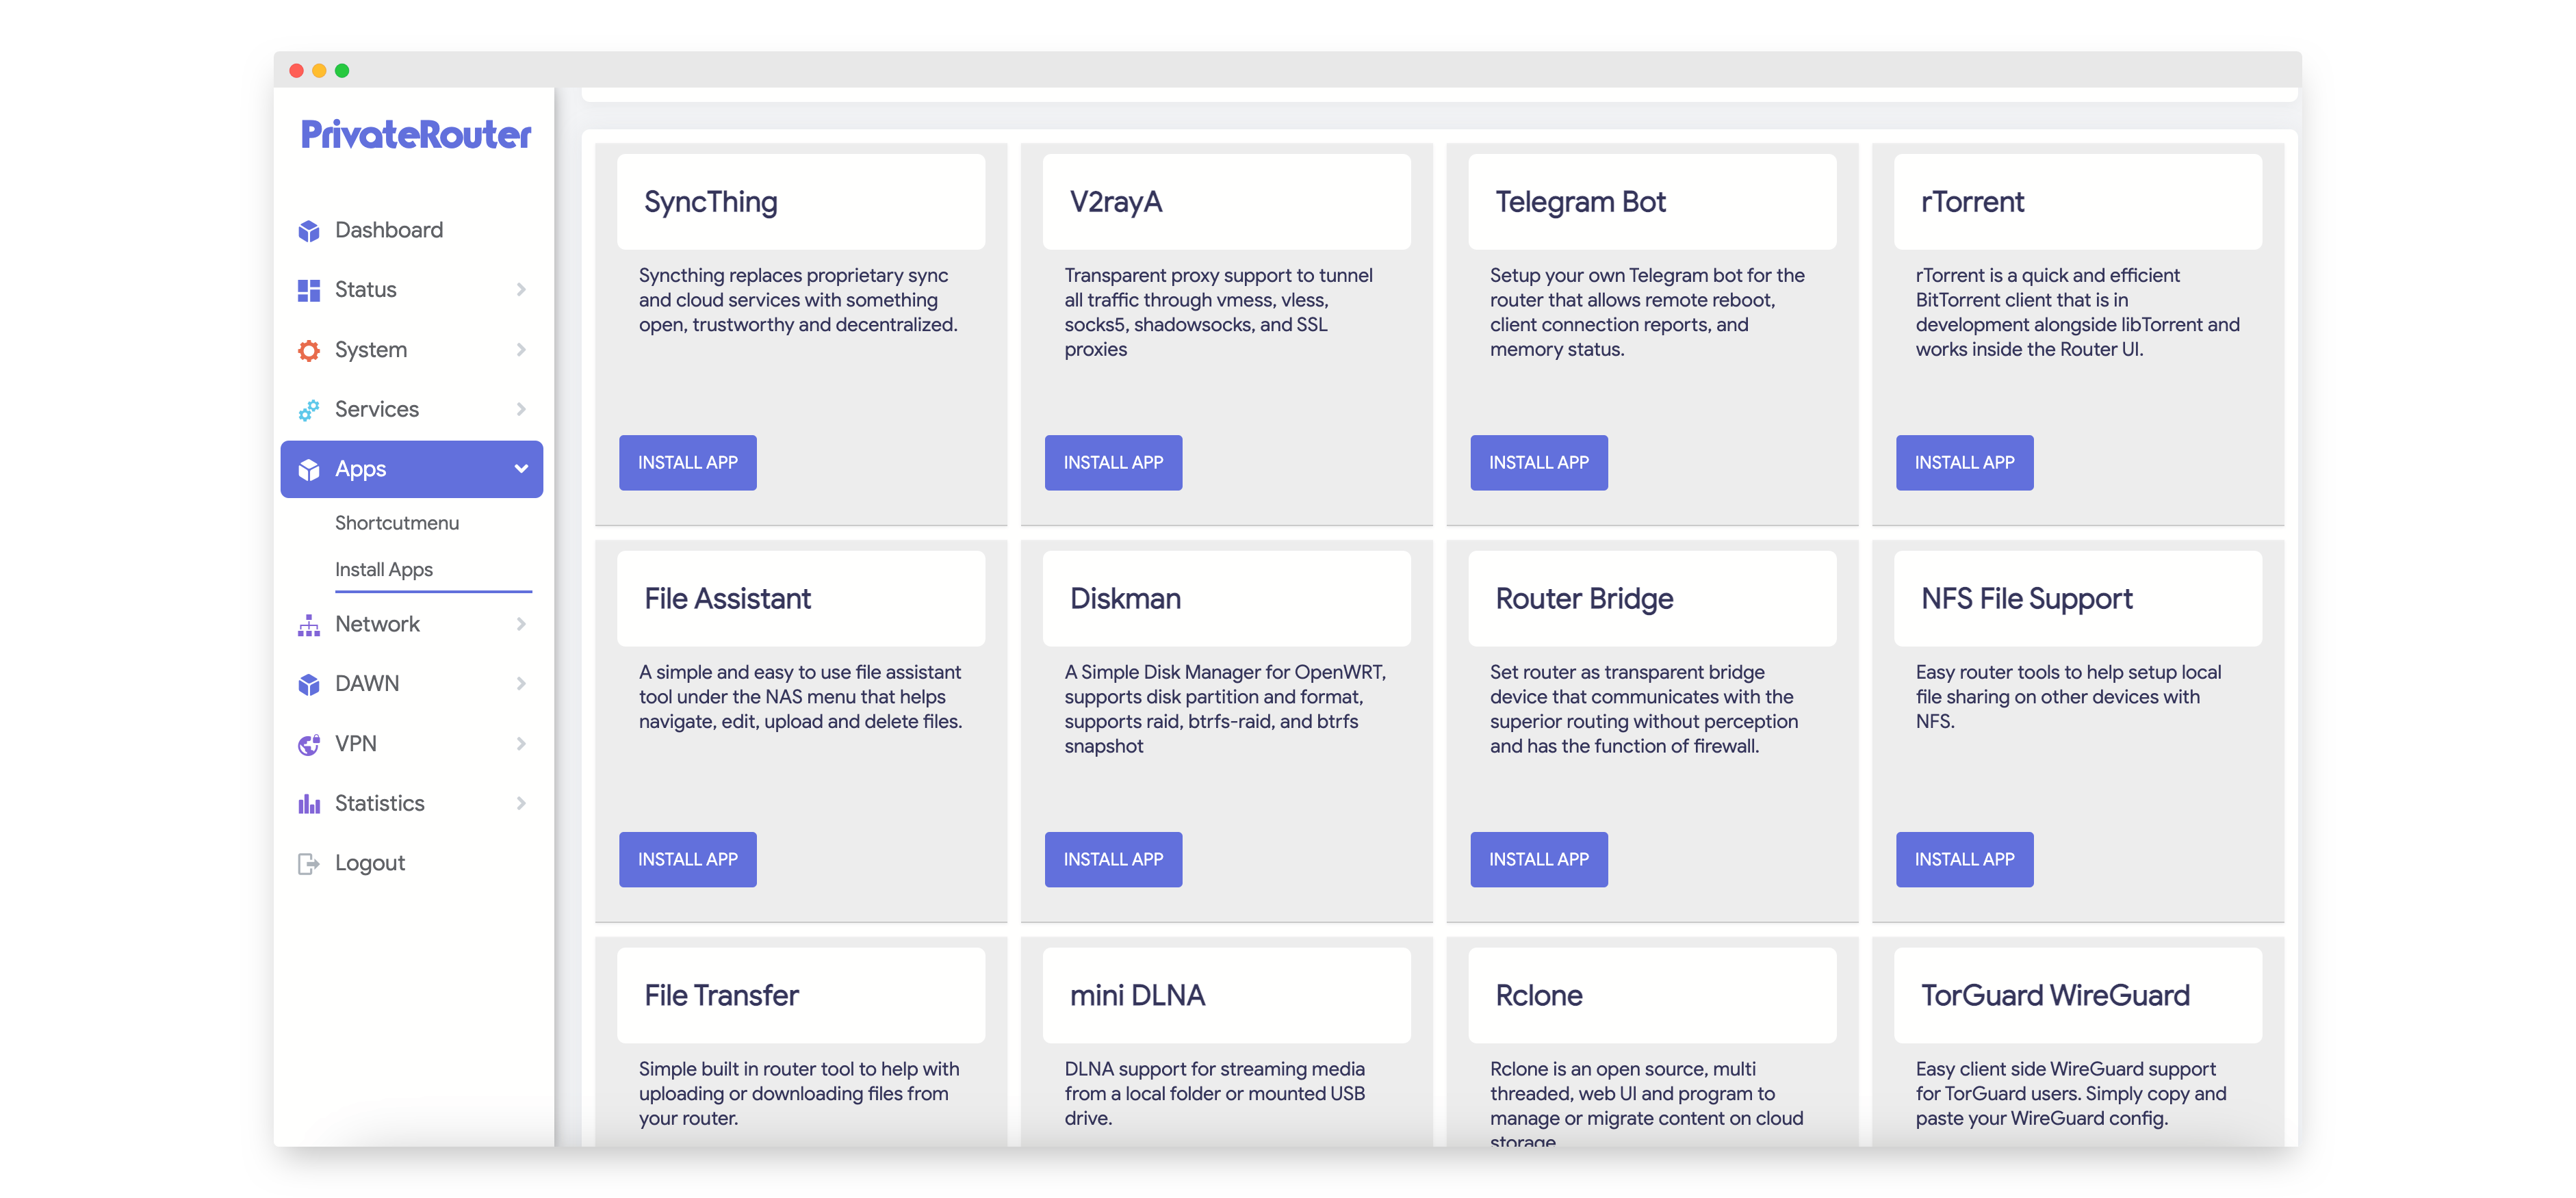 PrivateRouter
Dashboard
Status
System
Services
Apps
Shortcutmenu
Install Apps
Network
DAWN
VPN
Statistics
Logout
SyncThing
Syncthing replaces proprietary sync
and cloud services with something
open, trustworthy and decentralized.
INSTALL APP
V2rayA
Transparent proxy support to tunnel
all traffic through vmess, vless,
socks5, shadowsocks, and SSL
proxies
INSTALL APP
Telegram Bot
Setup your own Telegram bot for the
router that allows remote reboot,
client connection reports, and
memory status.
INSTALL APP
rTorrent
rTorrent is a quick and efficient
BitTorrent client that is in
development alongside libTorrent and
works inside the Router UI.
INSTALL APP
File Assistant
A simple and easy to use file assistant
tool under the NAS menu that helps
navigate, edit, upload and delete files.
INSTALL APP
Diskman
A Simple Disk Manager for OpenWRT,
supports disk partition and format,
supports raid, btrfs-raid, and btrfs
snapshot
INSTALL APP
Router Bridge
Set router as transparent bridge
device that communicates with the
superior routing without perception
and has the function of firewall.
INSTALL APP
NFS File Support
Easy router tools to help setup local
file sharing on other devices with
NFS.
INSTALL APP
File Transfer
Simple built in router tool to help with
uploading or downloading files from
your router.
mini DLNA
DLNA support for streaming media
from a local folder or mounted USB
drive.
Rclone
Rclone is an open source, multi
threaded, web UI and program to
manage or migrate content on cloud
storage
TorGuard WireGuard
Easy client side WireGuard support
for TorGuard users. Simply copy and
paste your WireGuard config.